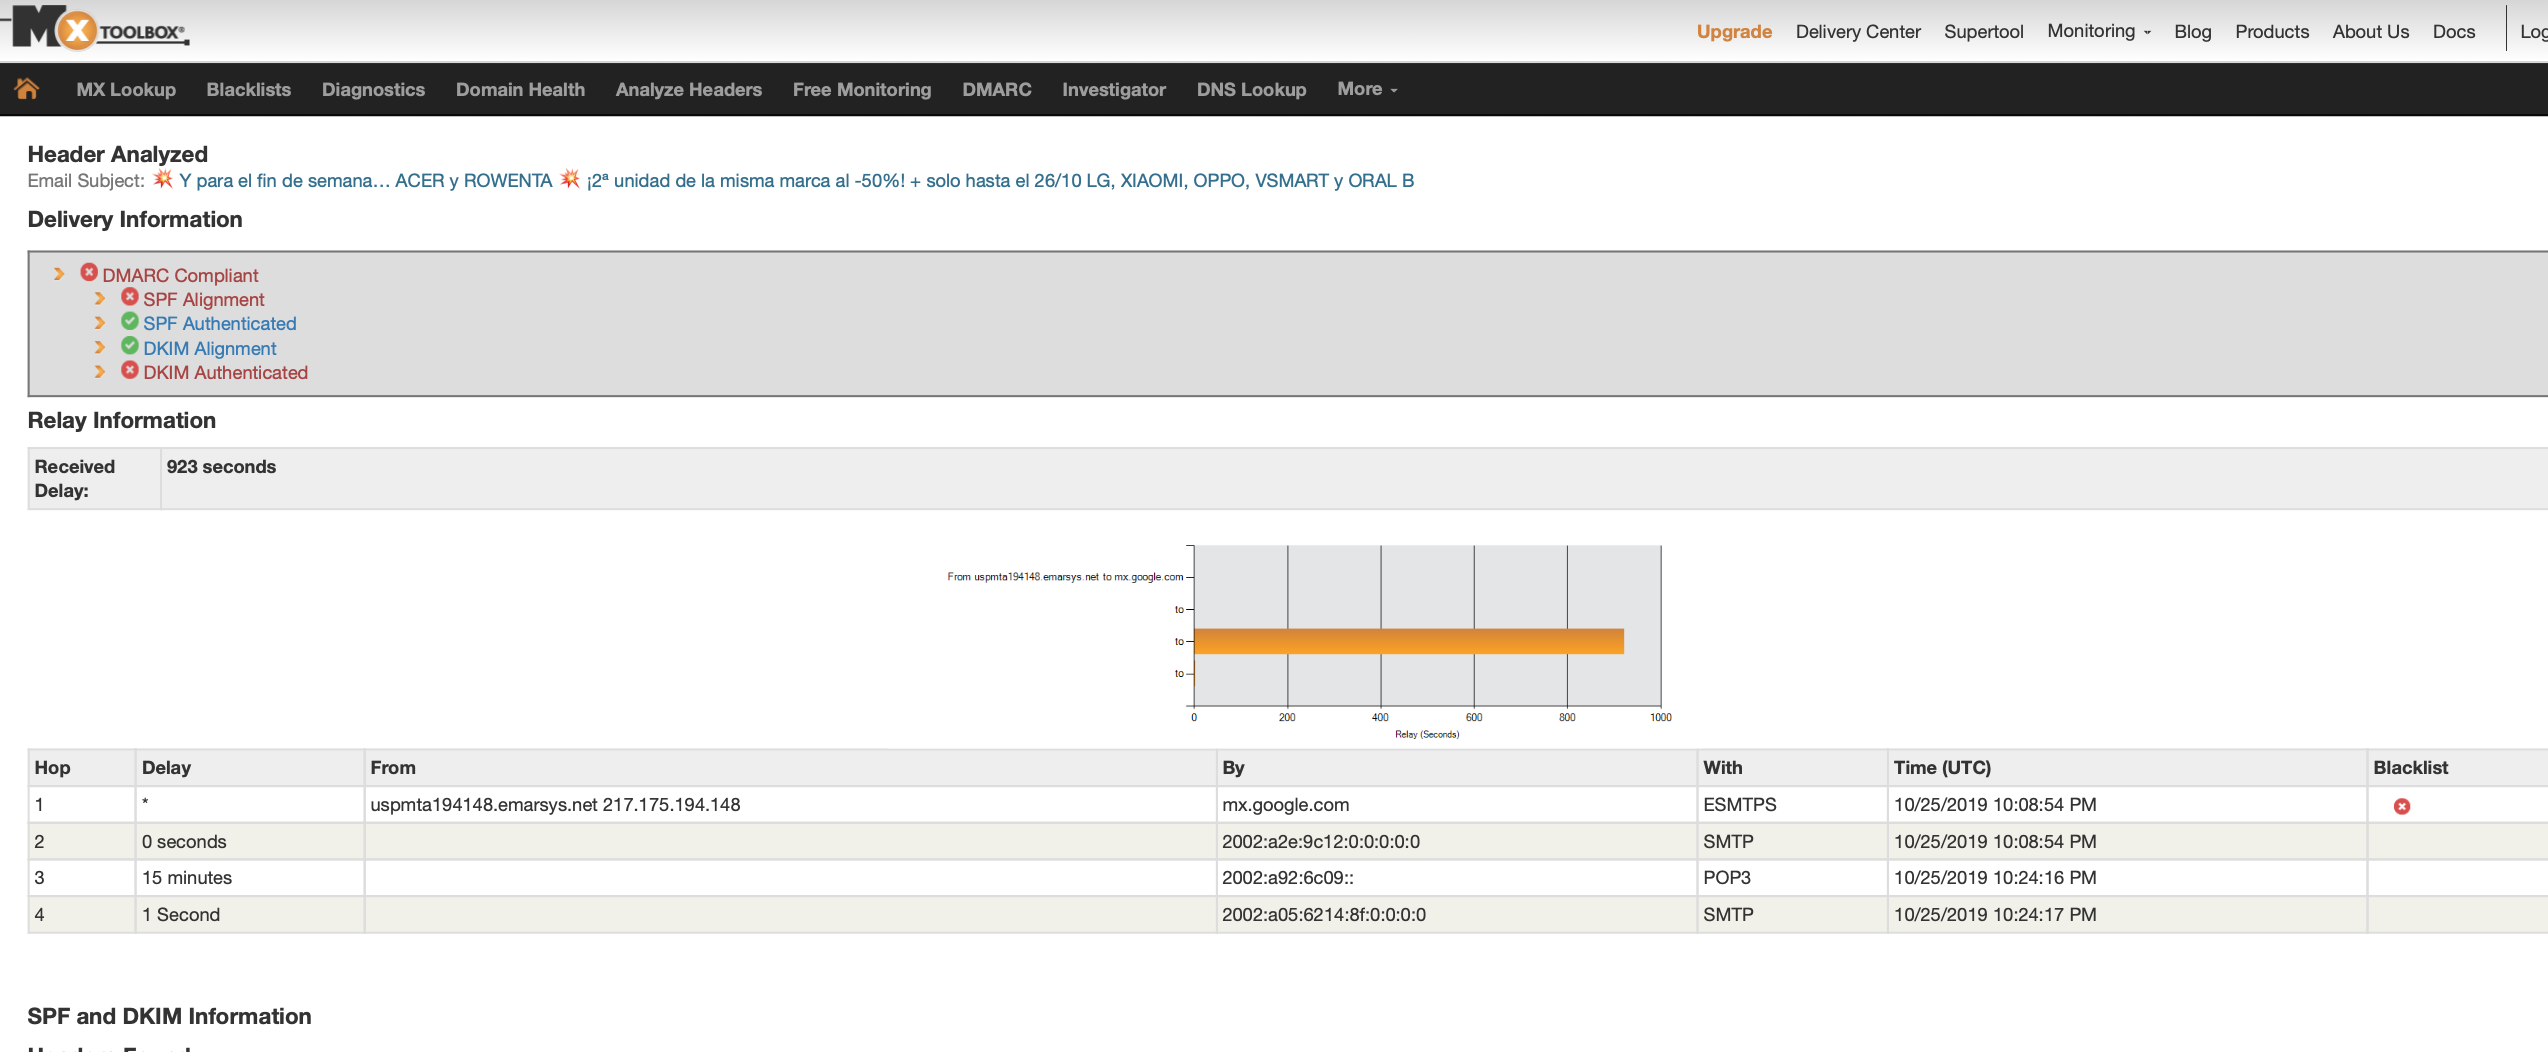 MX TOOLBOX®
Upgrade Delivery Center Supertool Monitoring Blog Products About Us Docs Log
MX Lookup Blacklists Diagnostics Domain Health Analyze Headers Free Monitoring DMARC Investigator DNS Lookup More
Header Analyzed
Email Subject: 💥 Y para el fin de semana… ACER y ROWENTA 💥 ¡2ª unidad de la misma marca al -50%! + solo hasta el 26/10 LG, XIAOMI, OPPO, VSMART y ORAL B
Delivery Information
DMARC Compliant
SPF Alignment
SPF Authenticated
DKIM Alignment
DKIM Authenticated
Relay Information
Received Delay: 923 seconds
From uspmta194148.emarsys.net to mx.google.com
to
to
to
0 200 400 600 800 1000
Relay (Seconds)
Hop Delay From By With Time (UTC) Blacklist
1 * uspmta194148.emarsys.net 217.175.194.148 mx.google.com ESMTPS 10/25/2019 10:08:54 PM
2 0 seconds 2002:a2e:9c12:0:0:0:0:0 SMTP 10/25/2019 10:08:54 PM
3 15 minutes 2002:a92:6c09:: POP3 10/25/2019 10:24:16 PM
4 1 Second 2002:a05:6214:8f:0:0:0:0 SMTP 10/25/2019 10:24:17 PM
SPF and DKIM Information